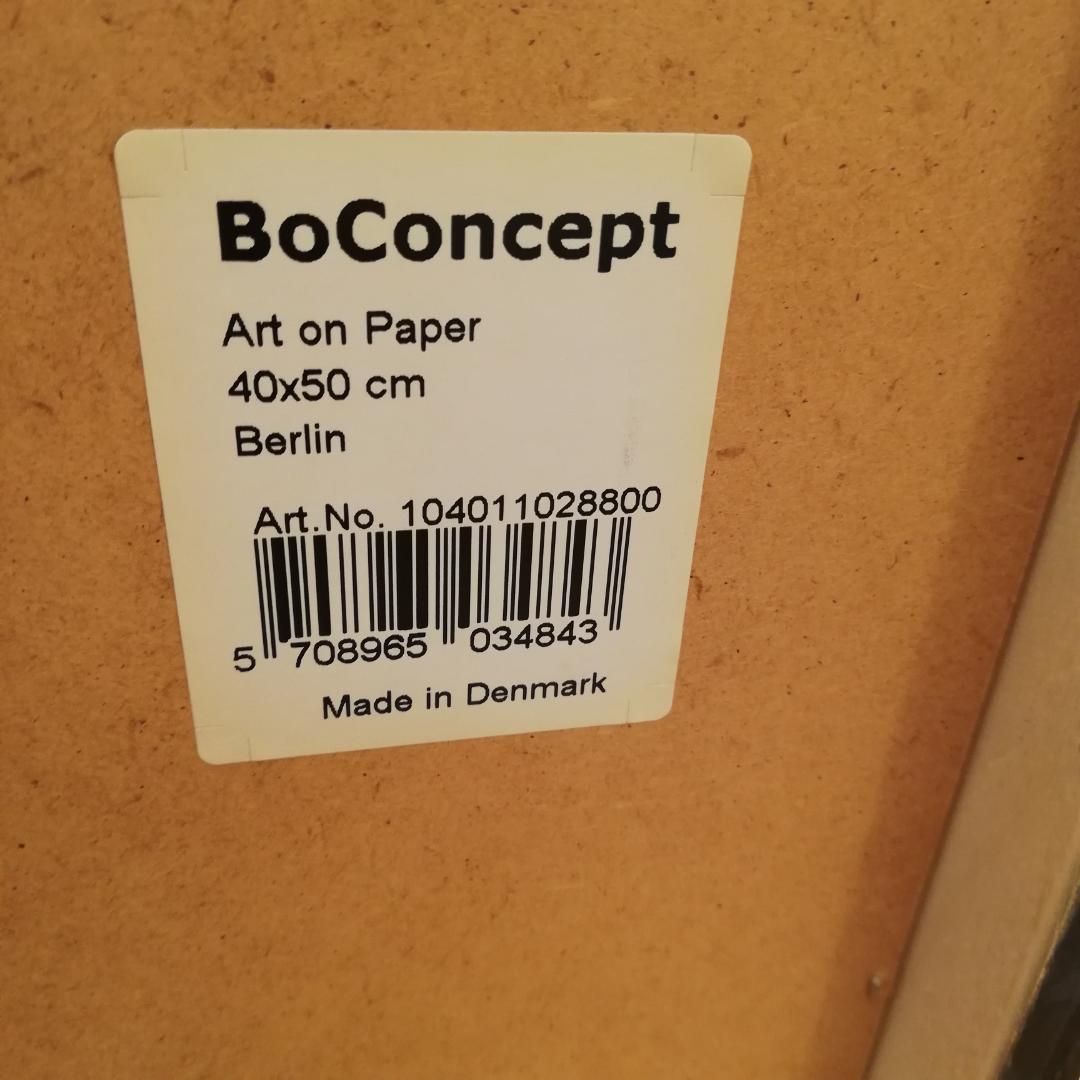 BoConcept
Art on Paper
40x50 cm
Berlin
Art.No. 104011028800
5 708965 034843
Made in Denmark